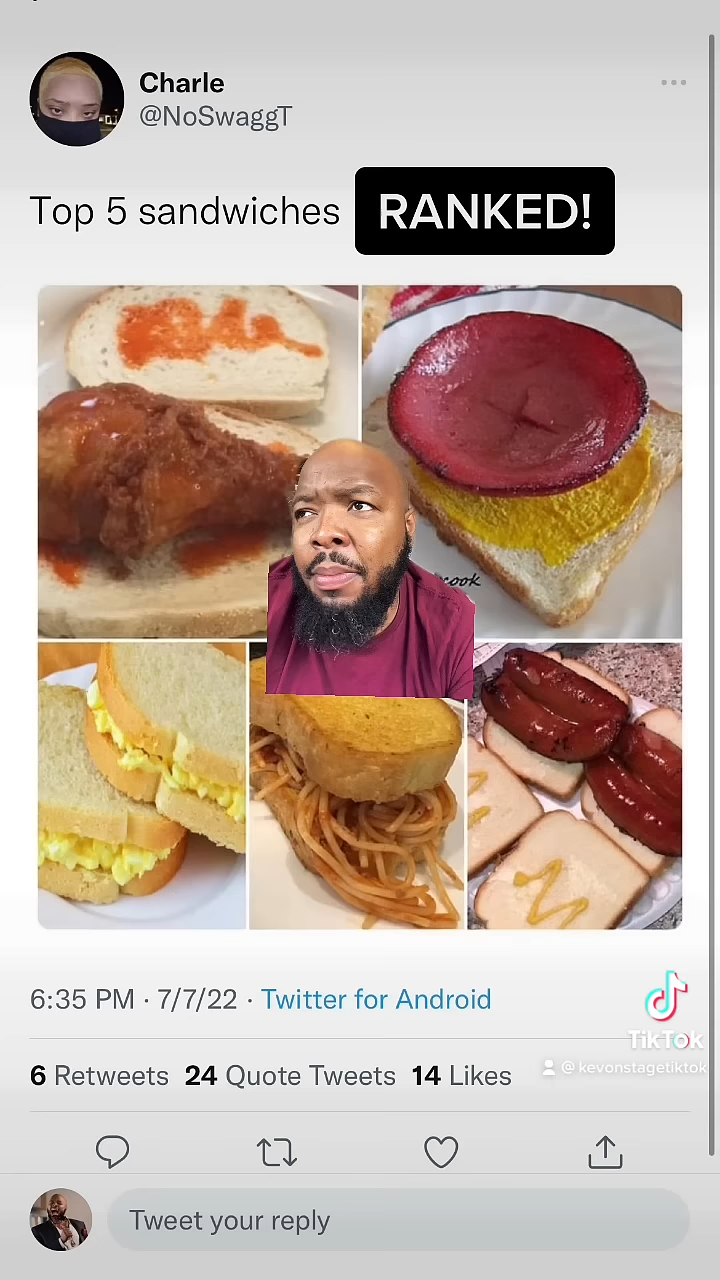 Charle
@NoSwaggT
Top 5 sandwiches RANKED!
cook
6:35 PM · 7/7/22 · Twitter for Android
TikTok
6 Retweets 24 Quote Tweets 14 Likes
@kevonstagetiktok
Tweet your reply